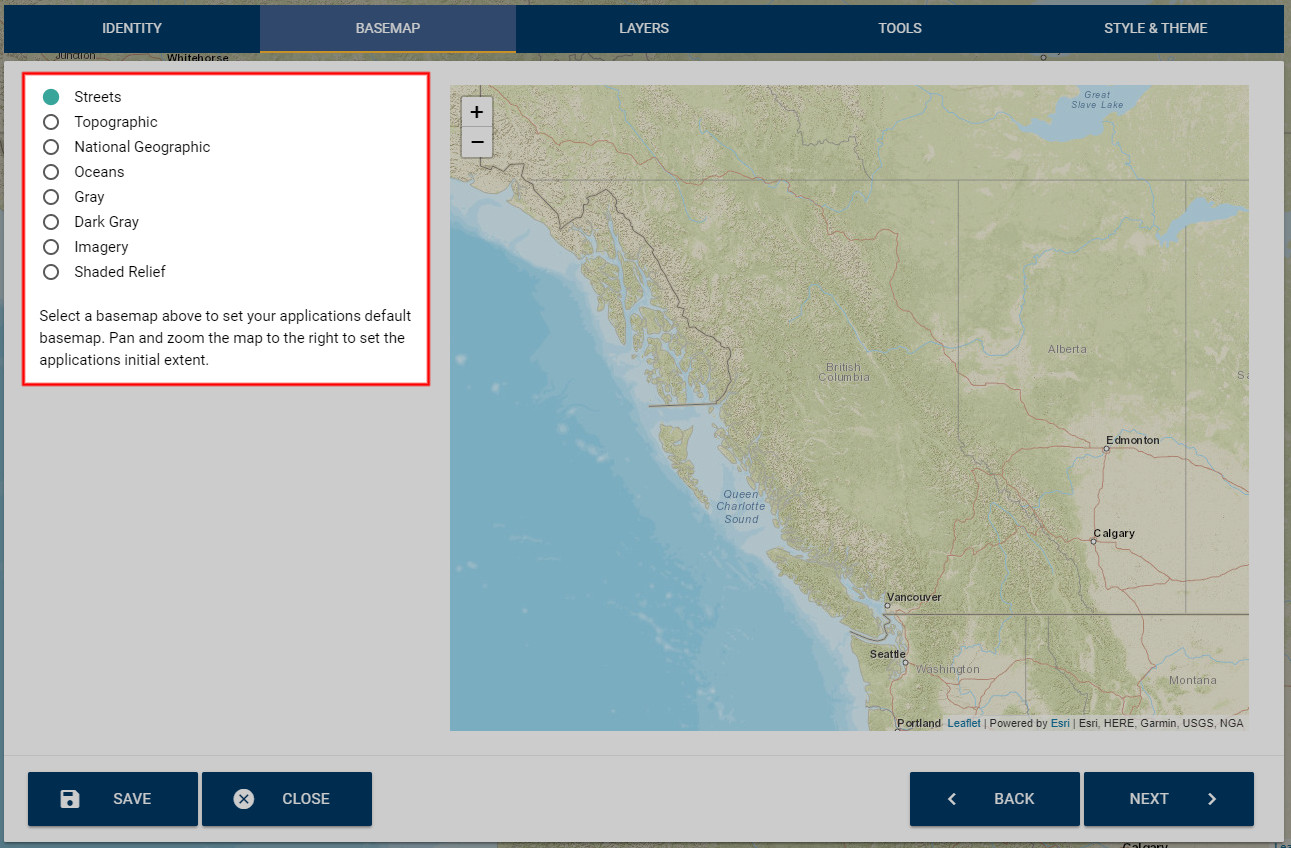 IDENTITY
BASEMAP
LAYERS
TOOLS
STYLE & THEME
Junction
Whitehorse
Streets
Topographic
National Geographic
Oceans
Gray
Dark Gray
Imagery
Shaded Relief
Select a basemap above to set your applications default
basemap. Pan and zoom the map to the right to set the
applications initial extent.
+
−
Great
Slave Lake
Alberta
British
Columbia
Edmonton
Queen
Charlotte
Sound
Calgary
Vancouver
Seattle
Washington
Montana
Portland
Leaflet | Powered by Esri | Esri, HERE, Garmin, USGS, NGA
SAVE
CLOSE
BACK
NEXT
Calgary